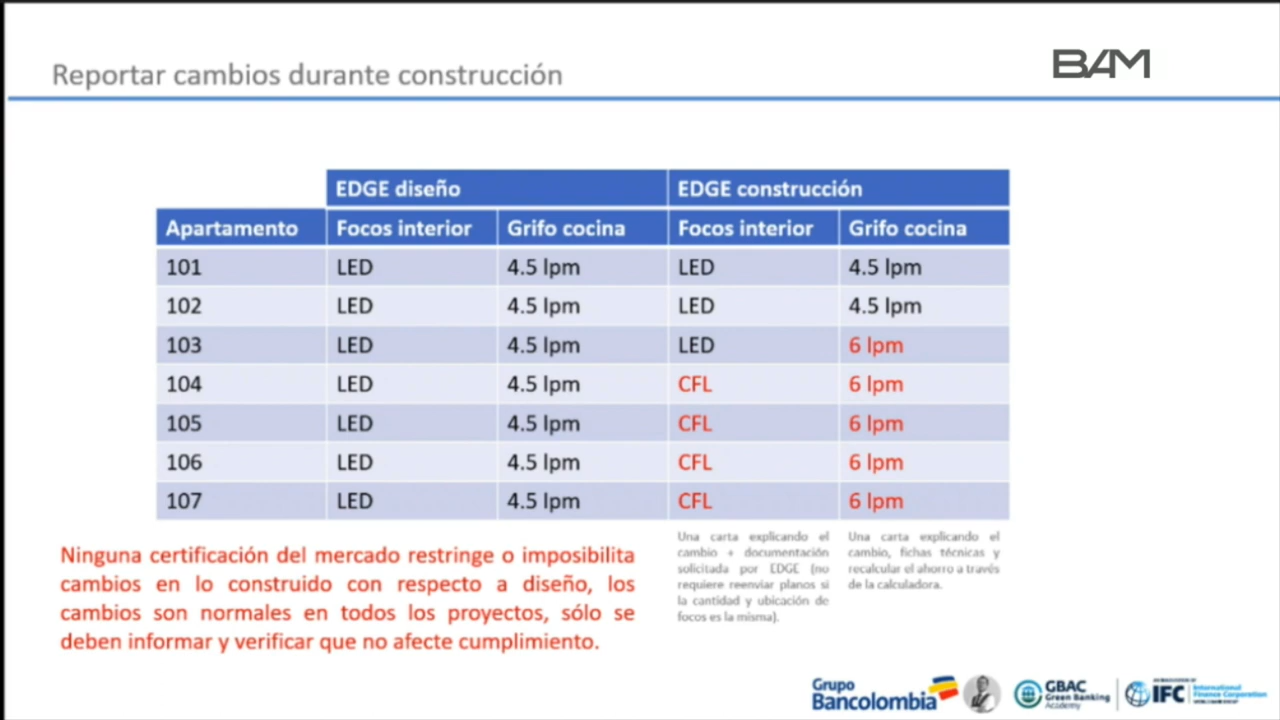 Reportar cambios durante construcción
BAM
EDGE diseño EDGE construcción
Apartamento Focos interior Grifo cocina Focos interior Grifo cocina
101 LED 4.5 lpm LED 4.5 lpm
102 LED 4.5 lpm LED 4.5 lpm
103 LED 4.5 lpm LED 6 lpm
104 LED 4.5 lpm CFL 6 lpm
105 LED 4.5 lpm CFL 6 lpm
106 LED 4.5 lpm CFL 6 lpm
107 LED 4.5 lpm CFL 6 lpm
Una carta explicando el
cambio + documentación
solicitada por EDGE (no
requiere reenviar planos si
la cantidad y ubicación de
focos es la misma).
Una carta explicando el
cambio, fichas técnicas y
recalcular el ahorro a través
de la calculadora.
Ninguna certificación del mercado restringe o imposibilita
cambios en lo construido con respecto a diseño, los
cambios son normales en todos los proyectos, sólo se
deben informar y verificar que no afecte cumplimiento.
Grupo
Bancolombia
GBAC
Green Banking
Academy
IFC
International
Finance Corporation